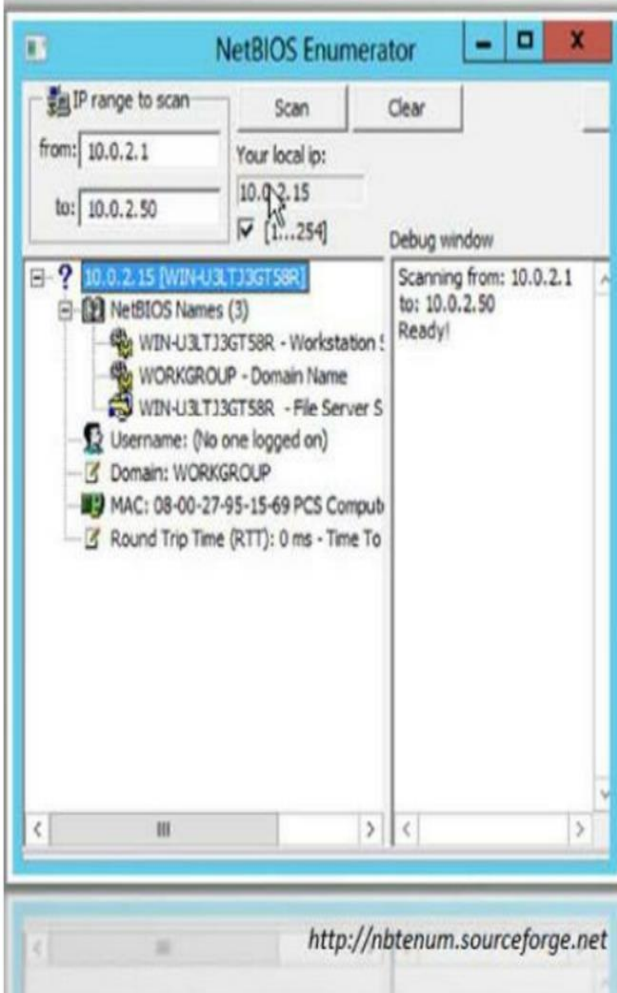 NetBIOS Enumerator
IP range to scan
from: 10.0.2.1
to: 10.0.2.50
Scan
Clear
Your local ip:
10.0.2.15
[1...254]
Debug window
10.0.2.15 [WIN-U3LTJ3GT58R]
NetBIOS Names (3)
WIN-U3LTJ3GT58R - Workstation S
WORKGROUP - Domain Name
WIN-U3LTJ3GT58R - File Server S
Username: (No one logged on)
Domain: WORKGROUP
MAC: 08-00-27-95-15-69 PCS Comput
Round Trip Time (RTT): 0 ms - Time To
Scanning from: 10.0.2.1
to: 10.0.2.50
Ready!
http://nbtenum.sourceforge.net